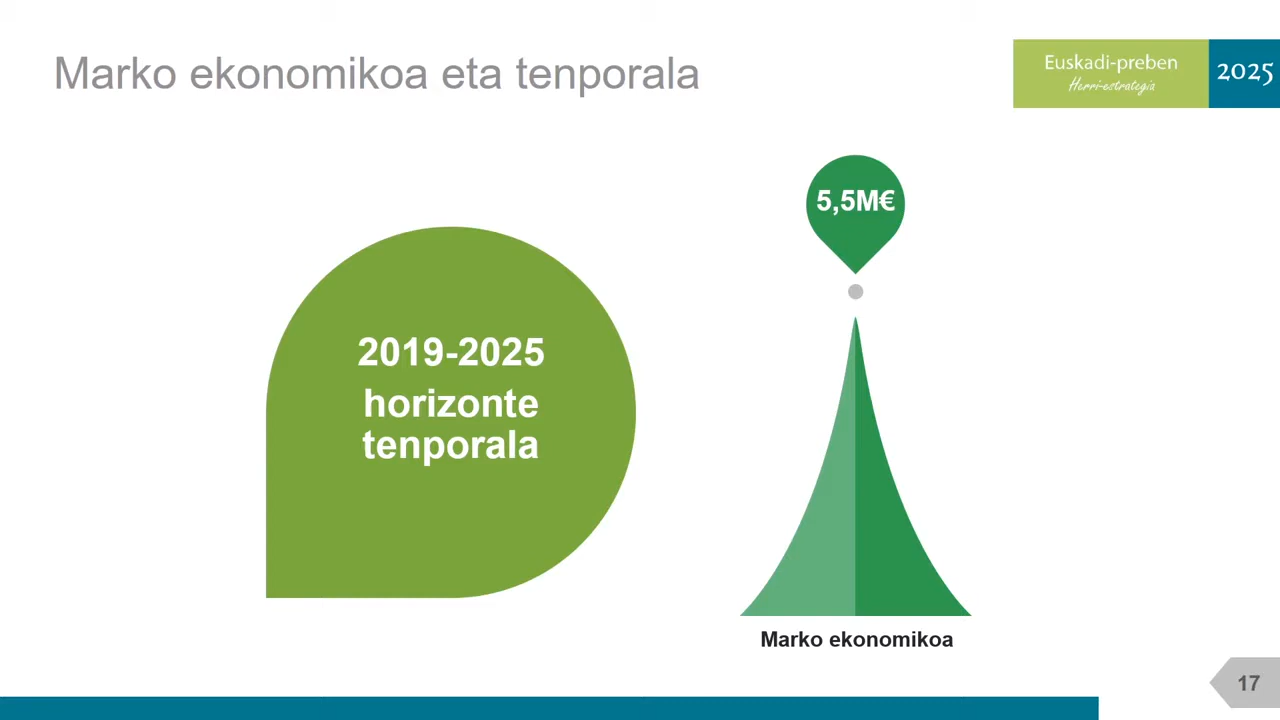 Marko ekonomikoa eta tenporala
Euskadi-preben
Herri-estrategia
2025
5,5M€
2019-2025
horizonte
tenporala
Marko ekonomikoa
17